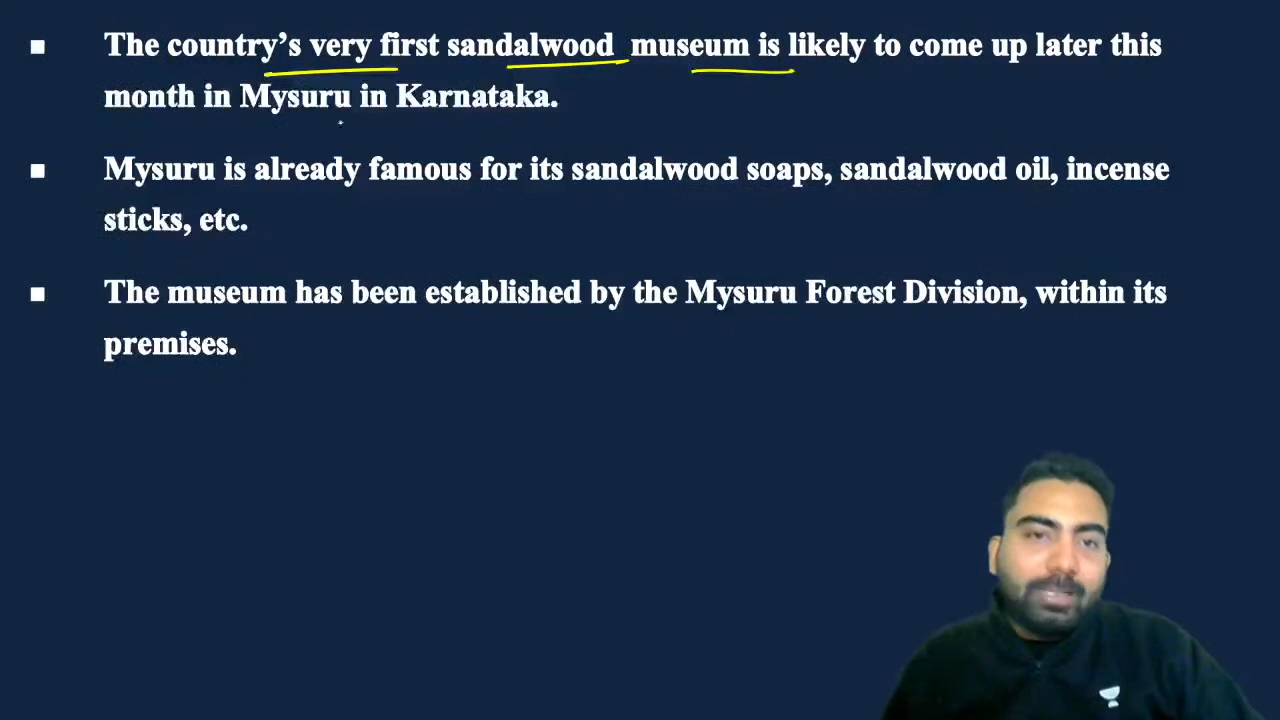 ▪ The country's very first sandalwood museum is likely to come up later this
month in Mysuru in Karnataka.
▪ Mysuru is already famous for its sandalwood soaps, sandalwood oil, incense
sticks, etc.
▪ The museum has been established by the Mysuru Forest Division, within its
premises.